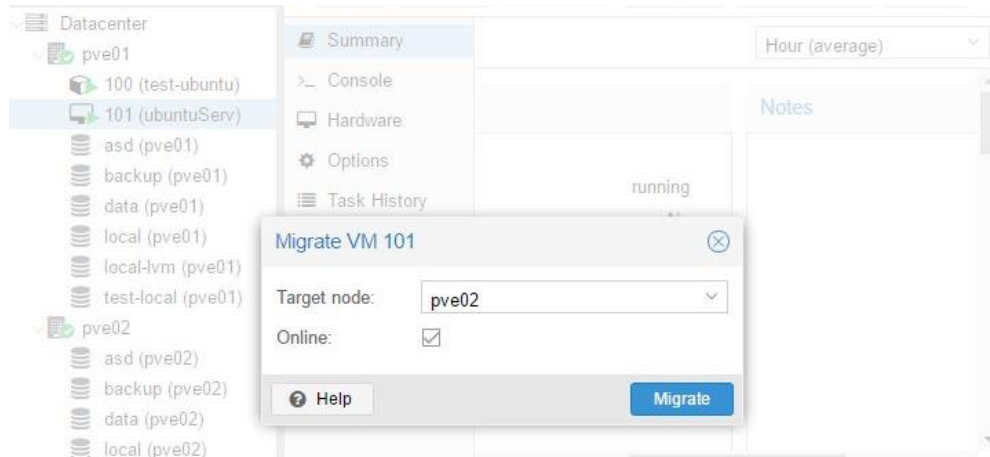 Datacenter
pve01
100 (test-ubuntu)
101 (ubuntuServ)
asd (pve01)
backup (pve01)
data (pve01)
local (pve01)
local-lvm (pve01)
test-local (pve01)
pve02
asd (pve02)
backup (pve02)
data (pve02)
local (pve02)
Summary
>_ Console
Hardware
Options
Task History
Hour (average)
Notes
running
Migrate VM 101
Target node: pve02
Online:
Help
Migrate